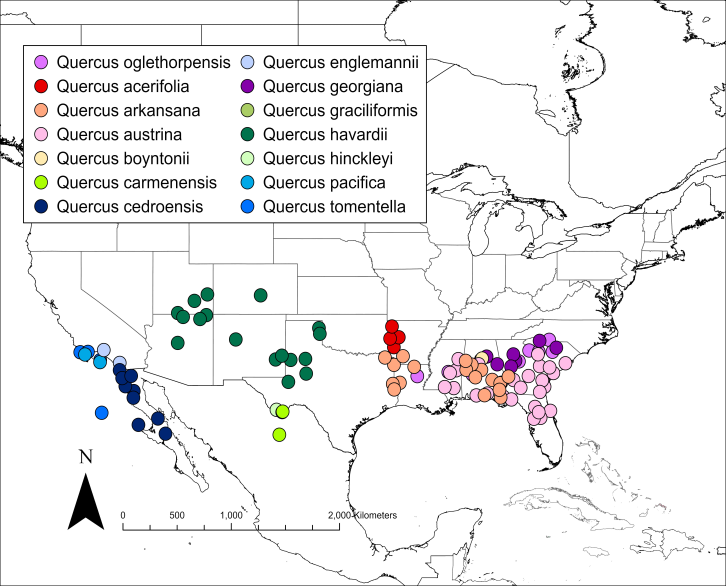 Quercus oglethorpensis
Quercus acerifolia
Quercus arkansana
Quercus austrina
Quercus boyntonii
Quercus carmenensis
Quercus cedroensis
Quercus englemannii
Quercus georgiana
Quercus graciliformis
Quercus havardii
Quercus hinckleyi
Quercus pacifica
Quercus tomentella
N
0 500 1,000 2,000 Kilometers